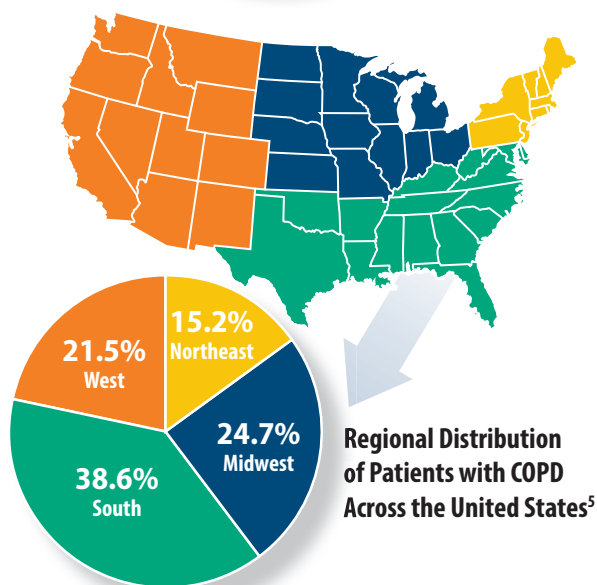 15.2%
Northeast
21.5%
West
24.7%
Midwest
38.6%
South
Regional Distribution
of Patients with COPD
Across the United States⁵